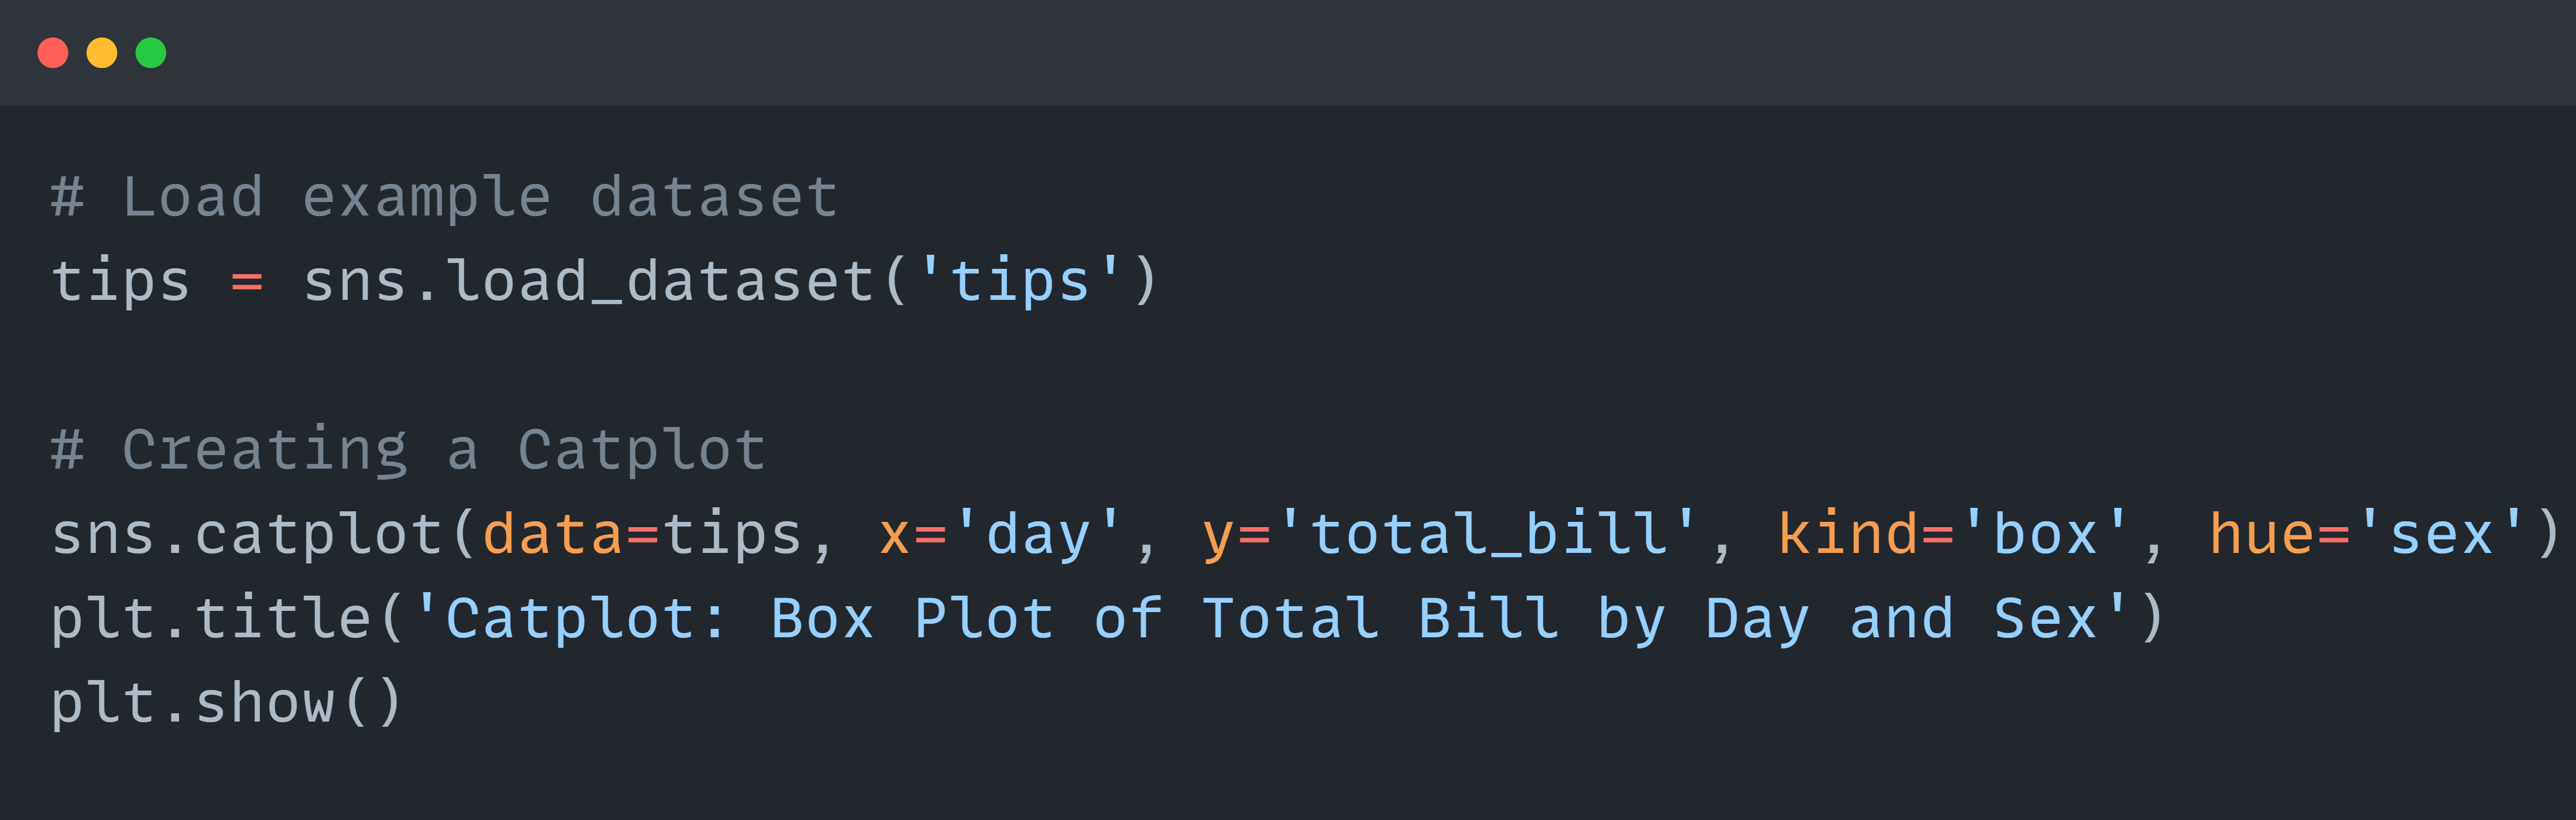 # Load example dataset
tips = sns.load_dataset('tips')
# Creating a Catplot
sns.catplot(data=tips, x='day', y='total_bill', kind='box', hue='sex')
plt.title('Catplot: Box Plot of Total Bill by Day and Sex')
plt.show()